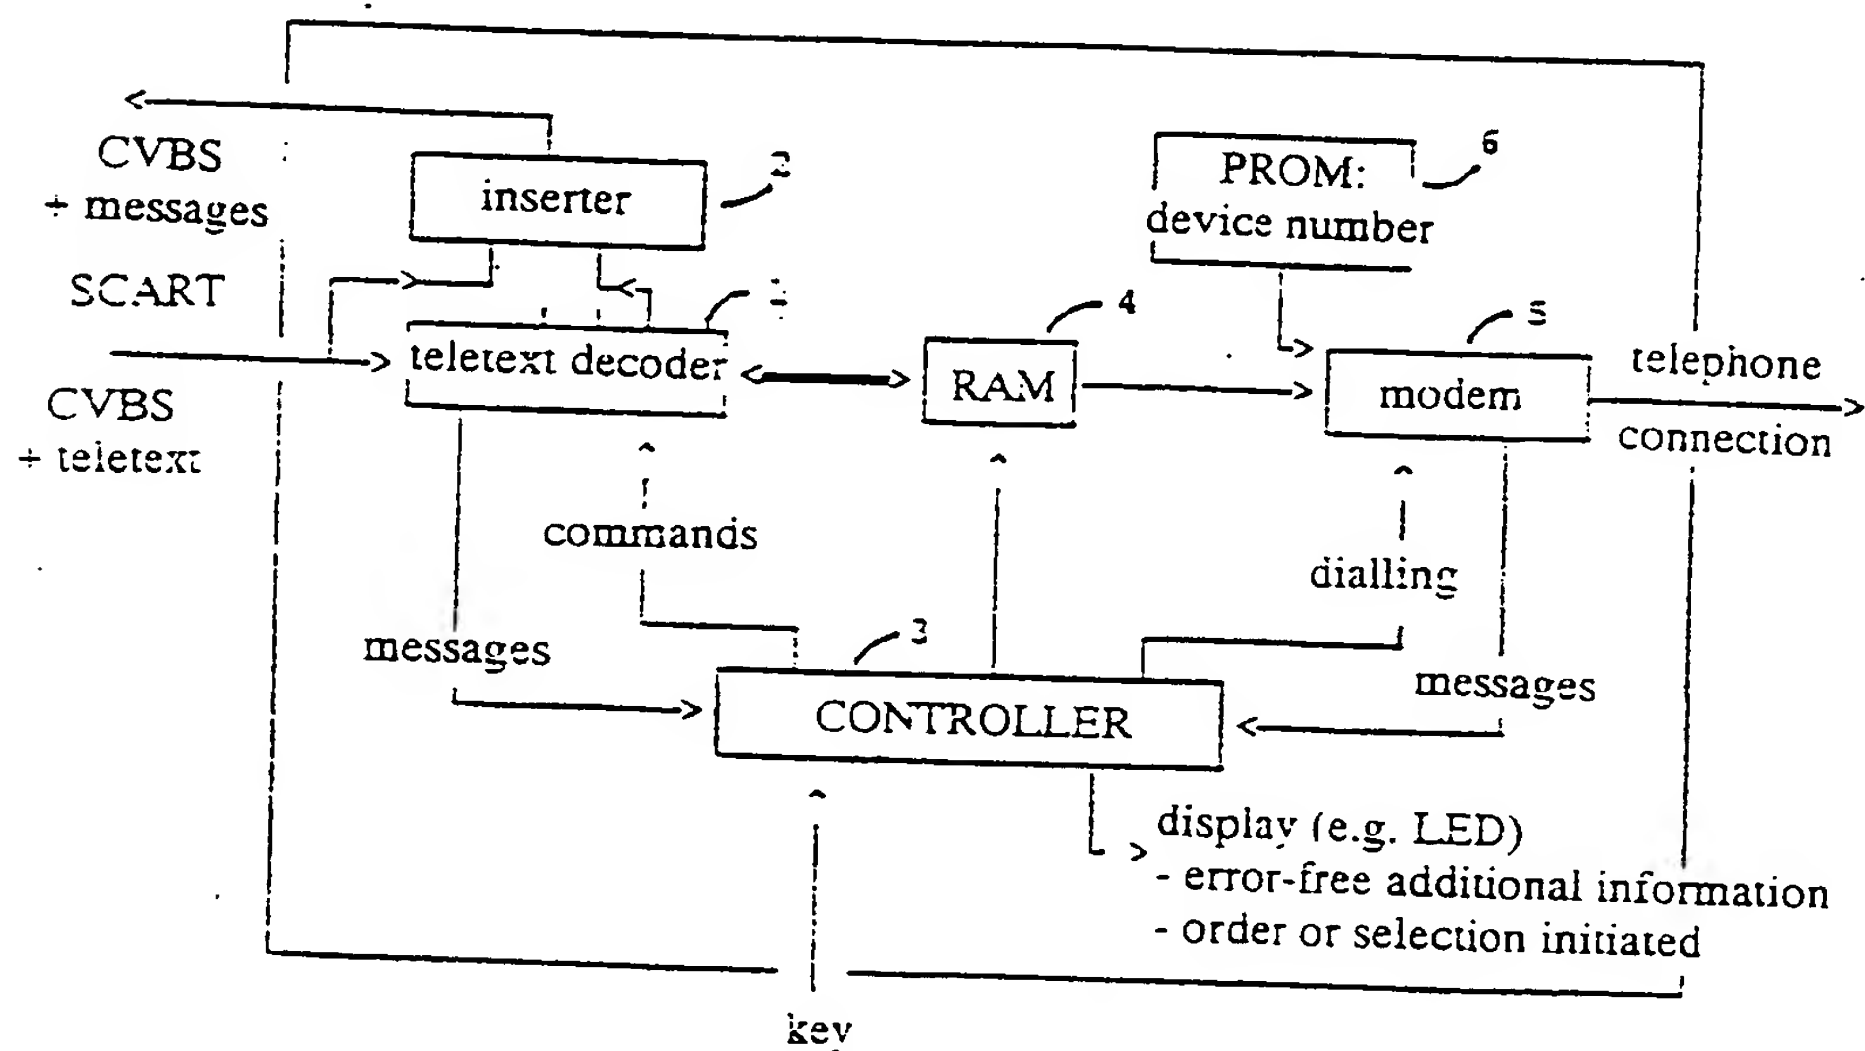 CVBS
+ messages
SCART
CVBS
+ teletext
inserter
2
1
teletext decoder
PROM:
device number
6
4
RAM
5
modem
telephone
connection
commands
messages
dialling
messages
3
CONTROLLER
display (e.g. LED)
- error-free additional information
- order or selection initiated
key